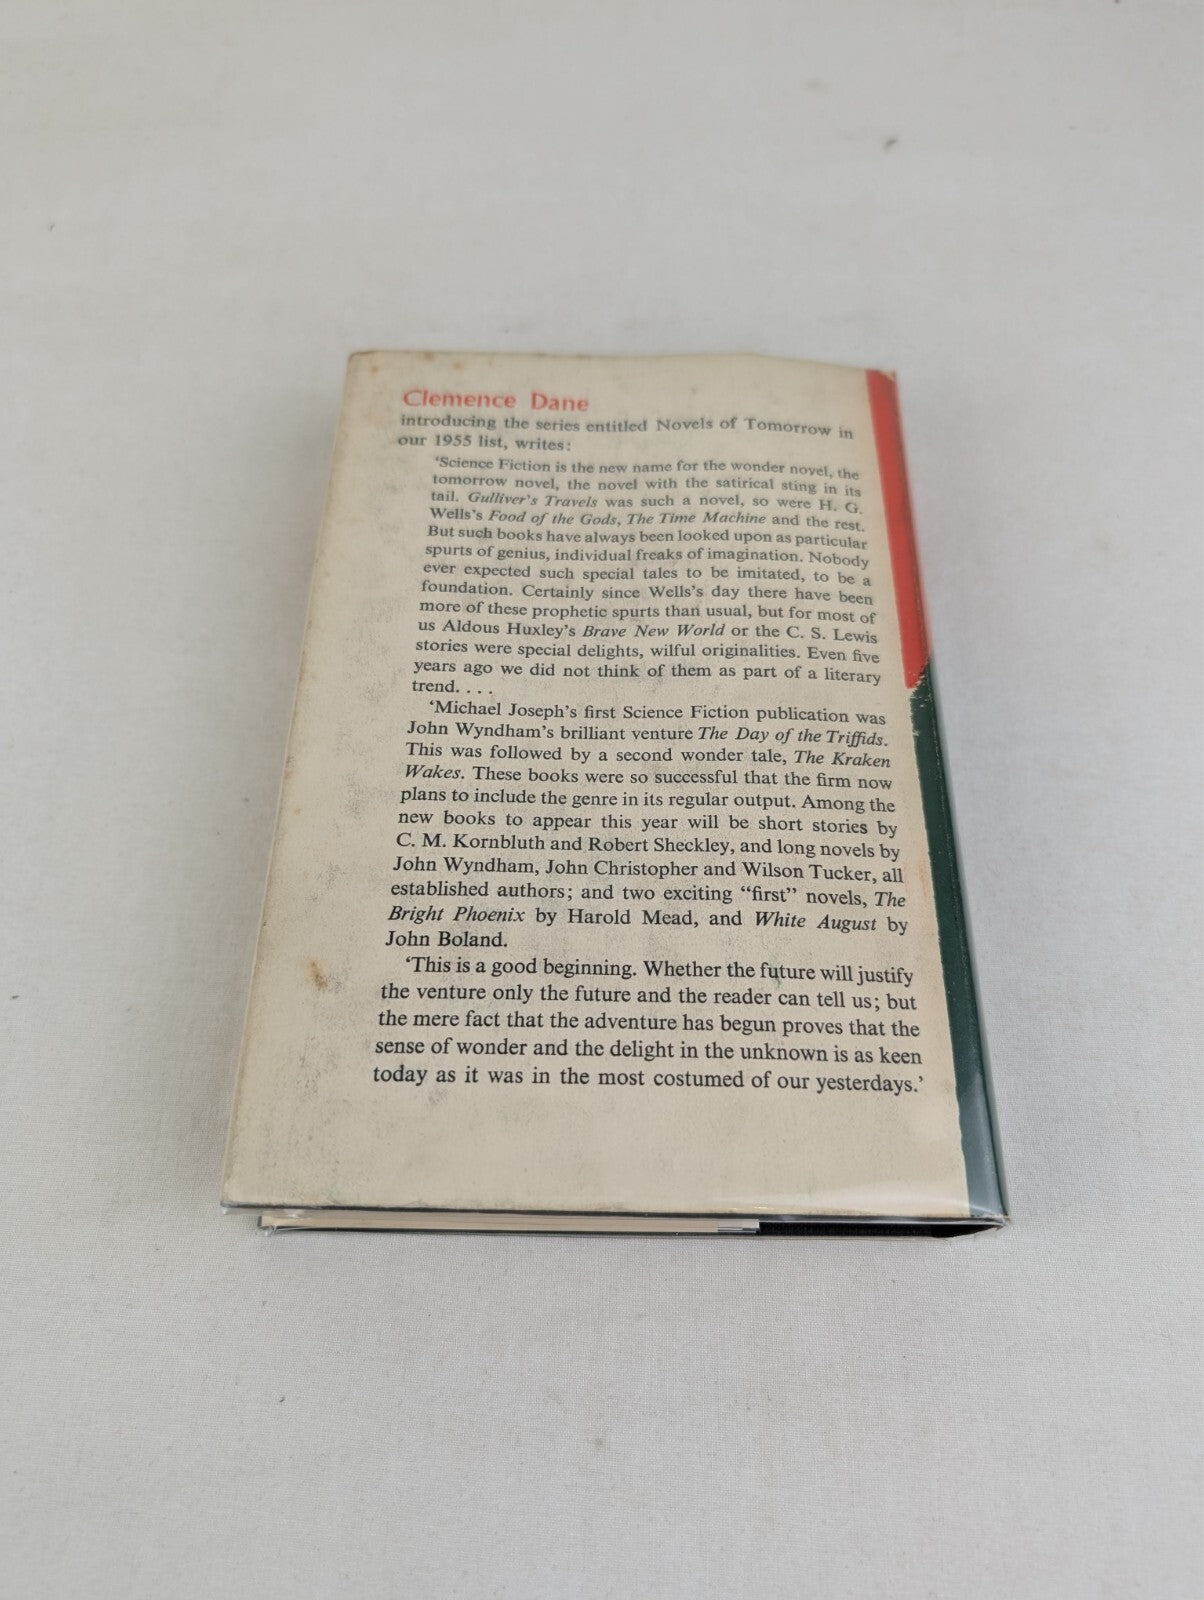 Clemence Dane
introducing the series entitled Novels of Tomorrow in
our 1955 list, writes:
'Science Fiction is the new name for the wonder novel, the
tomorrow novel, the novel with the satirical sting in its
tail. Gulliver's Travels was such a novel, so were H. G.
Wells's Food of the Gods, The Time Machine and the rest.
But such books have always been looked upon as particular
spurts of genius, individual freaks of imagination. Nobody
ever expected such special tales to be imitated, to be a
foundation. Certainly since Wells's day there have been
more of these prophetic spurts than usual, but for most of
us Aldous Huxley's Brave New World or the C. S. Lewis
stories were special delights, wilful originalities. Even five
years ago we did not think of them as part of a literary
trend. . . .
'Michael Joseph's first Science Fiction publication was
John Wyndham's brilliant venture The Day of the Triffids.
This was followed by a second wonder tale, The Kraken
Wakes. These books were so successful that the firm now
plans to include the genre in its regular output. Among the
new books to appear this year will be short stories by
C. M. Kornbluth and Robert Sheckley, and long novels by
John Wyndham, John Christopher and Wilson Tucker, all
established authors; and two exciting "first" novels, The
Bright Phoenix by Harold Mead, and White August by
John Boland.
'This is a good beginning. Whether the future will justify
the venture only the future and the reader can tell us; but
the mere fact that the adventure has begun proves that the
sense of wonder and the delight in the unknown is as keen
today as it was in the most costumed of our yesterdays.'